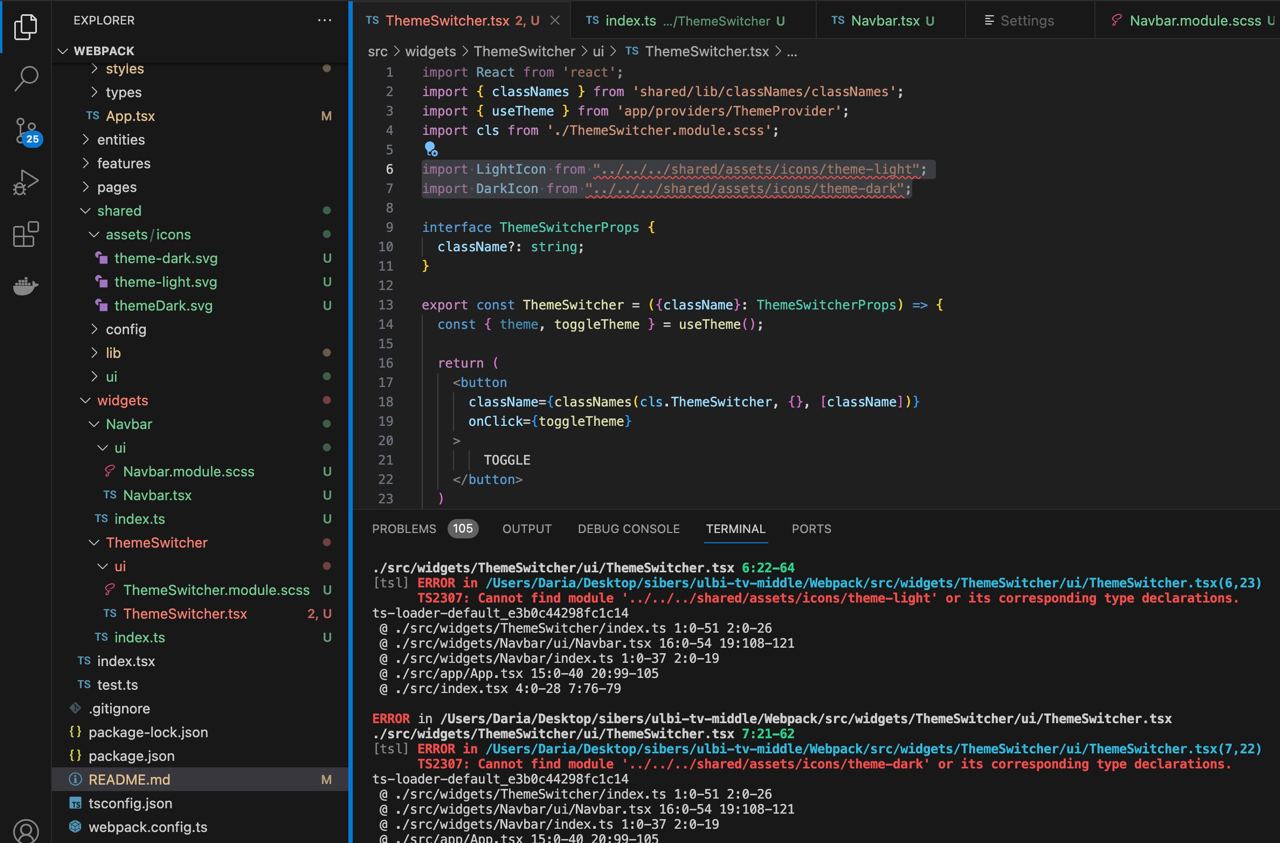 EXPLORER
...
WEBPACK
styles
types
TS App.tsx M
entities
features
pages
shared
assets/icons
theme-dark.svg U
theme-light.svg U
themeDark.svg U
config
lib
ui
widgets
Navbar
ui
Navbar.module.scss U
TS Navbar.tsx U
TS index.ts U
ThemeSwitcher
ui
ThemeSwitcher.module.scss U
TS ThemeSwitcher.tsx 2, U
TS index.ts U
TS index.tsx
TS test.ts
.gitignore
{} package-lock.json
{} package.json
README.md M
TS tsconfig.json
webpack.config.ts
25
TS ThemeSwitcher.tsx 2, U
TS index.ts .../ThemeSwitcher U
TS Navbar.tsx U
Settings
Navbar.module.scss U
src > widgets > ThemeSwitcher > ui > TS ThemeSwitcher.tsx > ...
1 import React from 'react';
2 import { classNames } from 'shared/lib/classNames/classNames';
3 import { useTheme } from 'app/providers/ThemeProvider';
4 import cls from './ThemeSwitcher.module.scss';
5
6 import LightIcon from "../../../shared/assets/icons/theme-light";
7 import DarkIcon from "../../../shared/assets/icons/theme-dark";
8
9 interface ThemeSwitcherProps {
10 className?: string;
11 }
12
13 export const ThemeSwitcher = ({className}: ThemeSwitcherProps) => {
14 const { theme, toggleTheme } = useTheme();
15
16 return (
17 <button
18 className={classNames(cls.ThemeSwitcher, {}, [className])}
19 onClick={toggleTheme}
20 >
21 TOGGLE
22 </button>
23 )
PROBLEMS 105 OUTPUT DEBUG CONSOLE TERMINAL PORTS
./src/widgets/ThemeSwitcher/ui/ThemeSwitcher.tsx 6:22-64
[tsl] ERROR in /Users/Daria/Desktop/sibers/ulbi-tv-middle/Webpack/src/widgets/ThemeSwitcher/ui/ThemeSwitcher.tsx(6,23)
TS2307: Cannot find module '../../../shared/assets/icons/theme-light' or its corresponding type declarations.
ts-loader-default_e3b0c44298fc1c14
@ ./src/widgets/ThemeSwitcher/index.ts 1:0-51 2:0-26
@ ./src/widgets/Navbar/ui/Navbar.tsx 16:0-54 19:108-121
@ ./src/widgets/Navbar/index.ts 1:0-37 2:0-19
@ ./src/app/App.tsx 15:0-40 20:99-105
@ ./src/index.tsx 4:0-28 7:76-79
ERROR in /Users/Daria/Desktop/sibers/ulbi-tv-middle/Webpack/src/widgets/ThemeSwitcher/ui/ThemeSwitcher.tsx
./src/widgets/ThemeSwitcher/ui/ThemeSwitcher.tsx 7:21-62
[tsl] ERROR in /Users/Daria/Desktop/sibers/ulbi-tv-middle/Webpack/src/widgets/ThemeSwitcher/ui/ThemeSwitcher.tsx(7,22)
TS2307: Cannot find module '../../../shared/assets/icons/theme-dark' or its corresponding type declarations.
ts-loader-default_e3b0c44298fc1c14
@ ./src/widgets/ThemeSwitcher/index.ts 1:0-51 2:0-26
@ ./src/widgets/Navbar/ui/Navbar.tsx 16:0-54 19:108-121
@ ./src/widgets/Navbar/index.ts 1:0-37 2:0-19
@ ./src/app/App.tsx 15:0-40 20:99-105